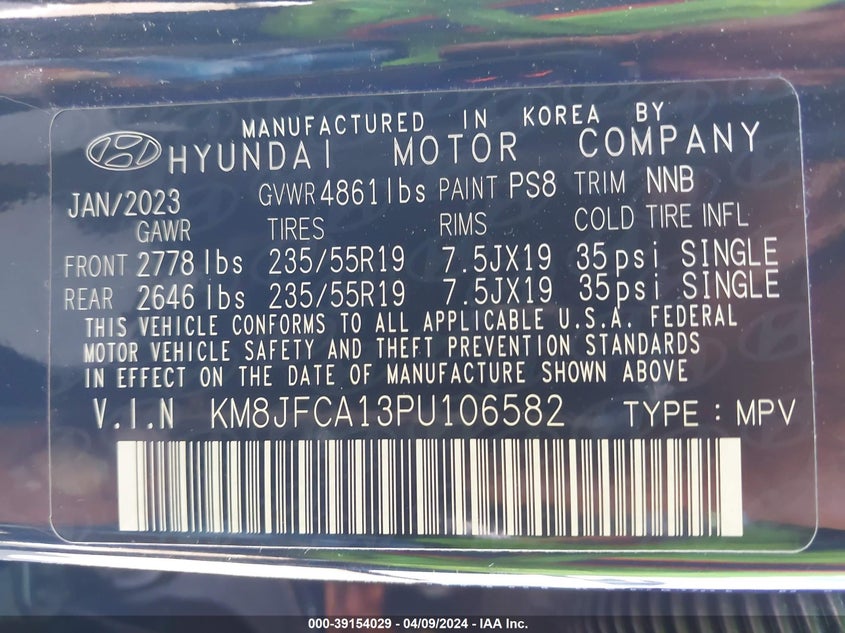 MANUFACTURED IN KOREA BY
HYUNDAI MOTOR COMPANY
JAN/2023 GVWR 4861 lbs PAINT PS8 TRIM NNB
GAWR TIRES RIMS COLD TIRE INFL
FRONT 2778 lbs 235/55R19 7.5JX19 35psi SINGLE
REAR 2646 lbs 235/55R19 7.5JX19 35psi SINGLE
THIS VEHICLE CONFORMS TO ALL APPLICABLE U.S.A. FEDERAL
MOTOR VEHICLE SAFETY AND THEFT PREVENTION STANDARDS
IN EFFECT ON THE DATE OF MANUFACTURE SHOWN ABOVE
V.I.N KM8JFCA13PU106582 TYPE : MPV
000-39154029 - 04/09/2024 - IAA Inc.